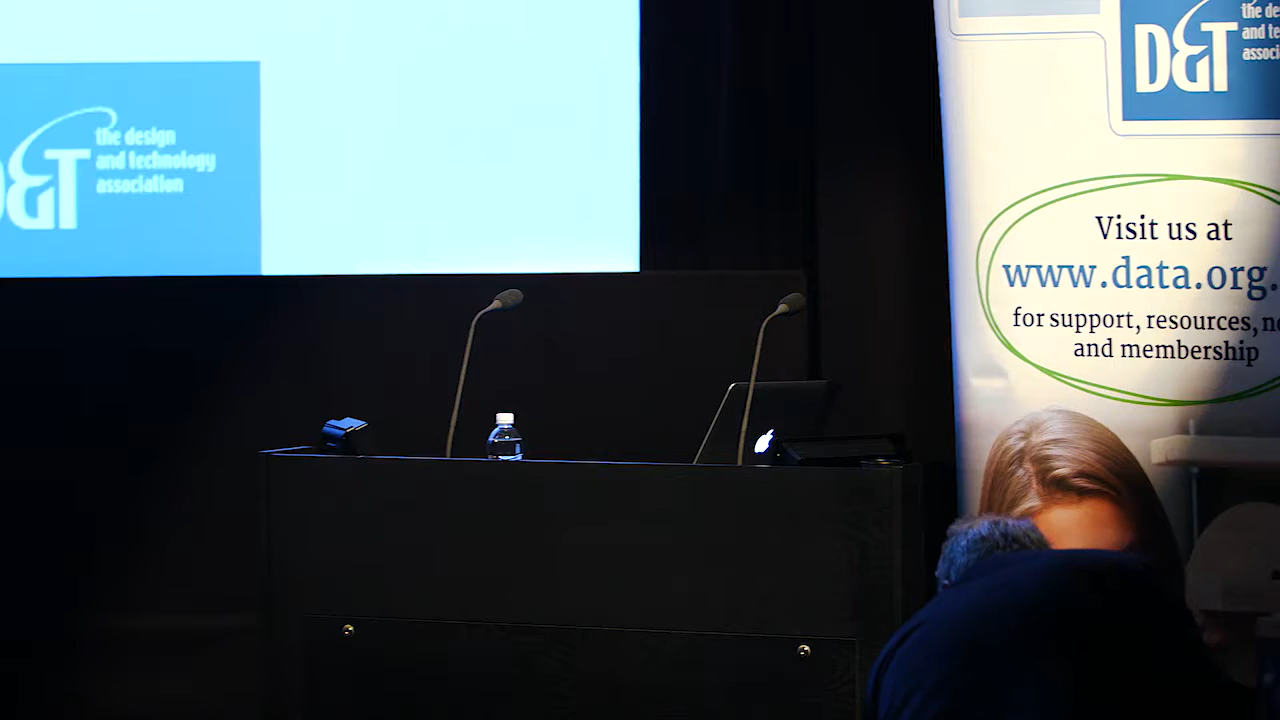 D&T
the design
and technology
association
D&T
Visit us at
www.data.org.
for support, resources,
and membership